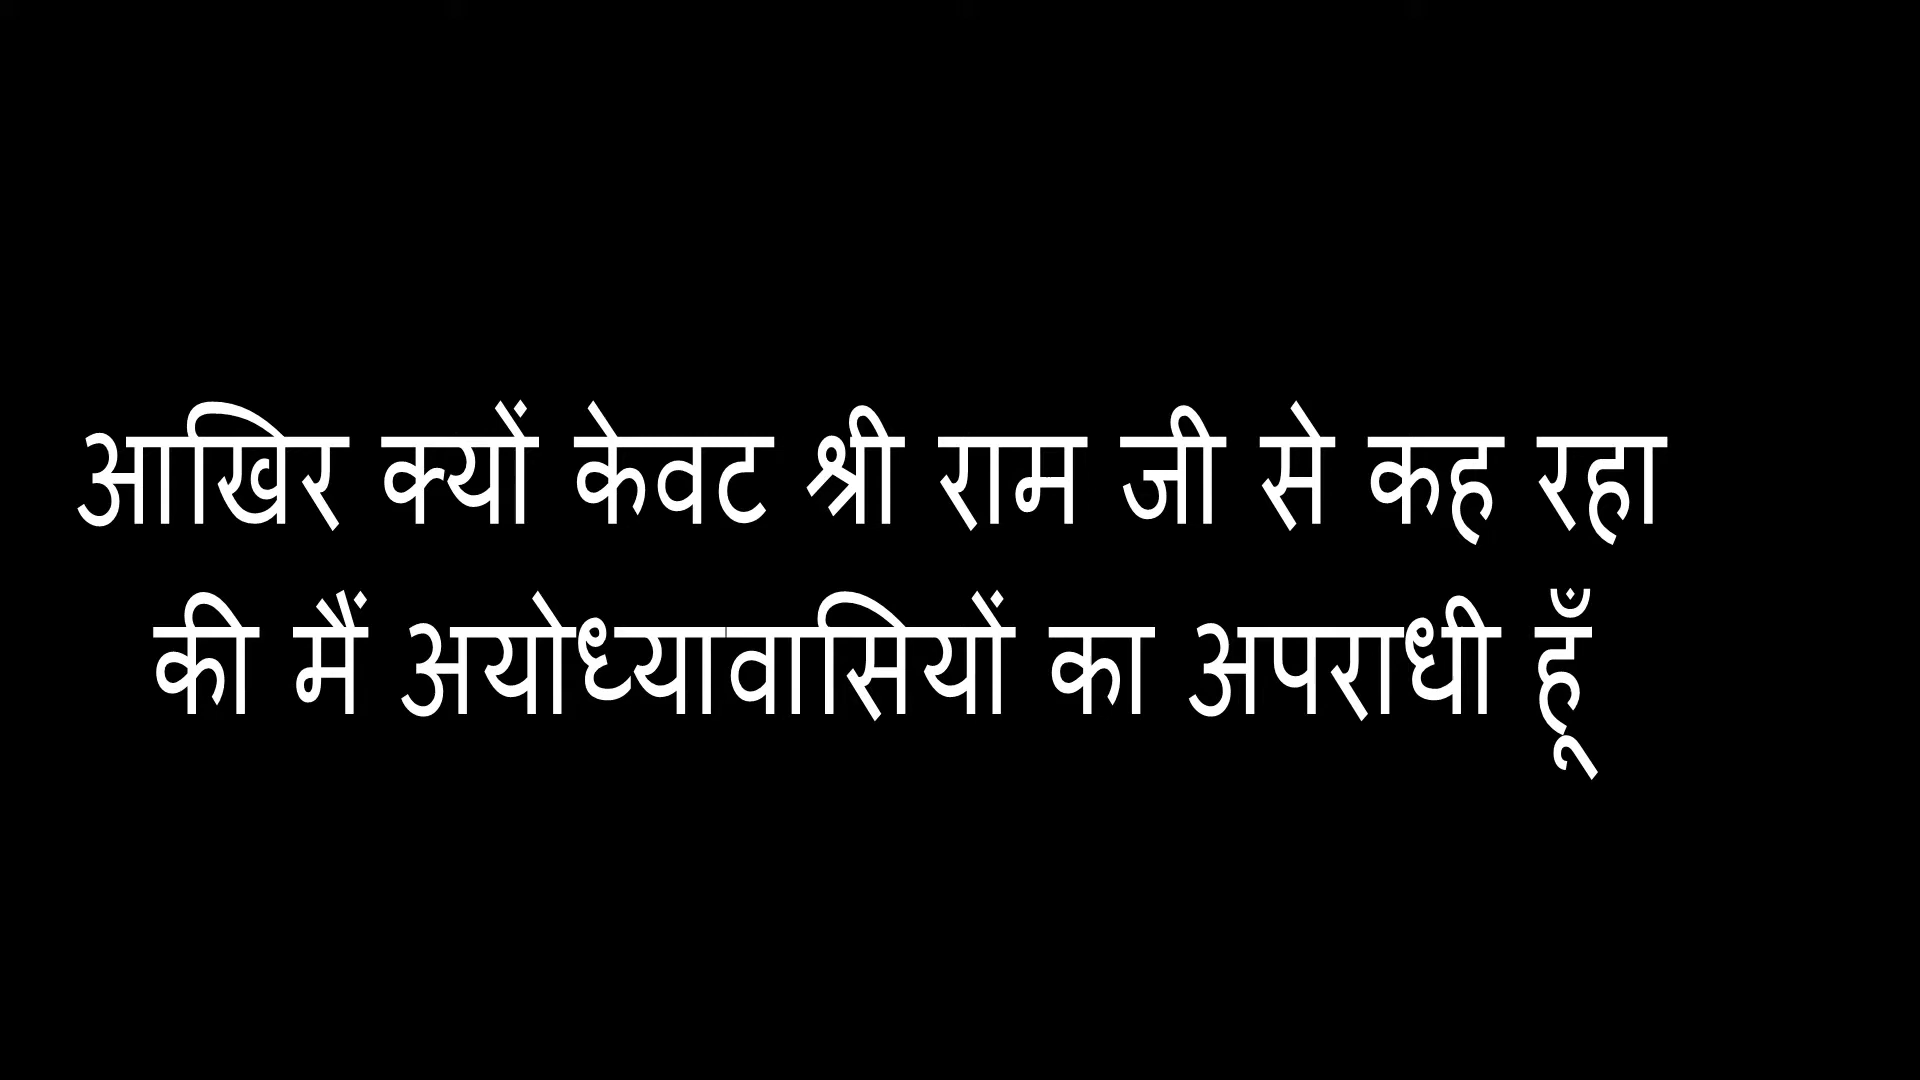 आखिर क्यों केवट श्री राम जी से कह रहा
की मैं अयोध्यावासियों का अपराधी हूँ